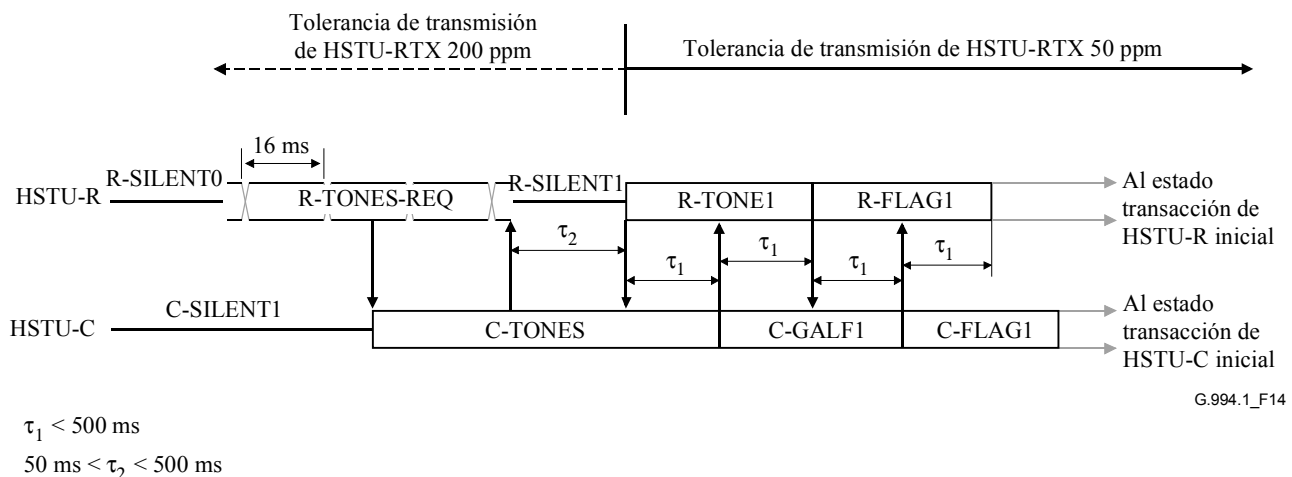 Tolerancia de transmisión
de HSTU-RTX 200 ppm
Tolerancia de transmisión de HSTU-RTX 50 ppm
16 ms
HSTU-R
R-SILENT0
R-TONES-REQ
R-SILENT1
R-TONE1
R-FLAG1
Al estado
transacción de
HSTU-R inicial
τ2
τ1
τ1
τ1
τ1
HSTU-C
C-SILENT1
C-TONES
C-GALF1
C-FLAG1
Al estado
transacción de
HSTU-C inicial
G.994.1_F14
τ1 < 500 ms
50 ms < τ2 < 500 ms